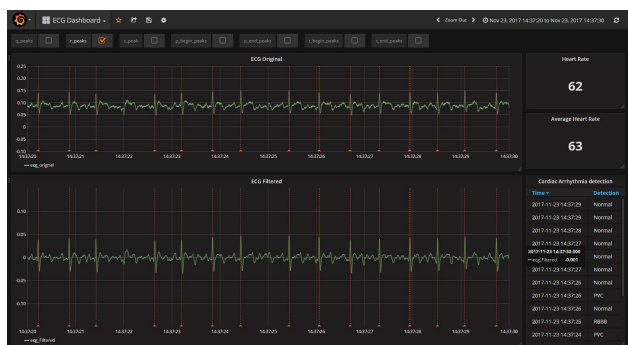 ECG Dashboard
Zoom Out
Nov 23, 2017 14:37:20 to Nov 23, 2017 14:37:30
q_peaks
r_peaks
s_peak
p_begin_peaks
p_end_peaks
t_begin_peaks
t_end_peaks
ECG Original
0.25
0.20
0.15
0.10
0.05
0
-0.05
-0.10
14:37:20 14:37:21 14:37:22 14:37:23 14:37:24 14:37:25 14:37:26 14:37:27 14:37:28 14:37:29 14:37:30
ecg_original
Heart Rate
62
Average Heart Rate
63
ECG Filtered
0.10
0.05
0
-0.05
-0.10
14:37:20 14:37:21 14:37:22 14:37:23 14:37:24 14:37:25 14:37:26 14:37:27 14:37:28 14:37:29 14:37:30
ecg_filtered
Cardiac Arrhythmia detection
Time Detection
2017-11-23 14:37:29 Normal
2017-11-23 14:37:29 Normal
2017-11-23 14:37:28 Normal
2017-11-23 14:37:27 Normal
2017-11-23 14:37:30.000
ecg_filtered -0.001
Normal
2017-11-23 14:37:27 Normal
2017-11-23 14:37:26 Normal
2017-11-23 14:37:26 PVC
2017-11-23 14:37:26 Normal
2017-11-23 14:37:25 RBBB
2017-11-23 14:37:24 PVC